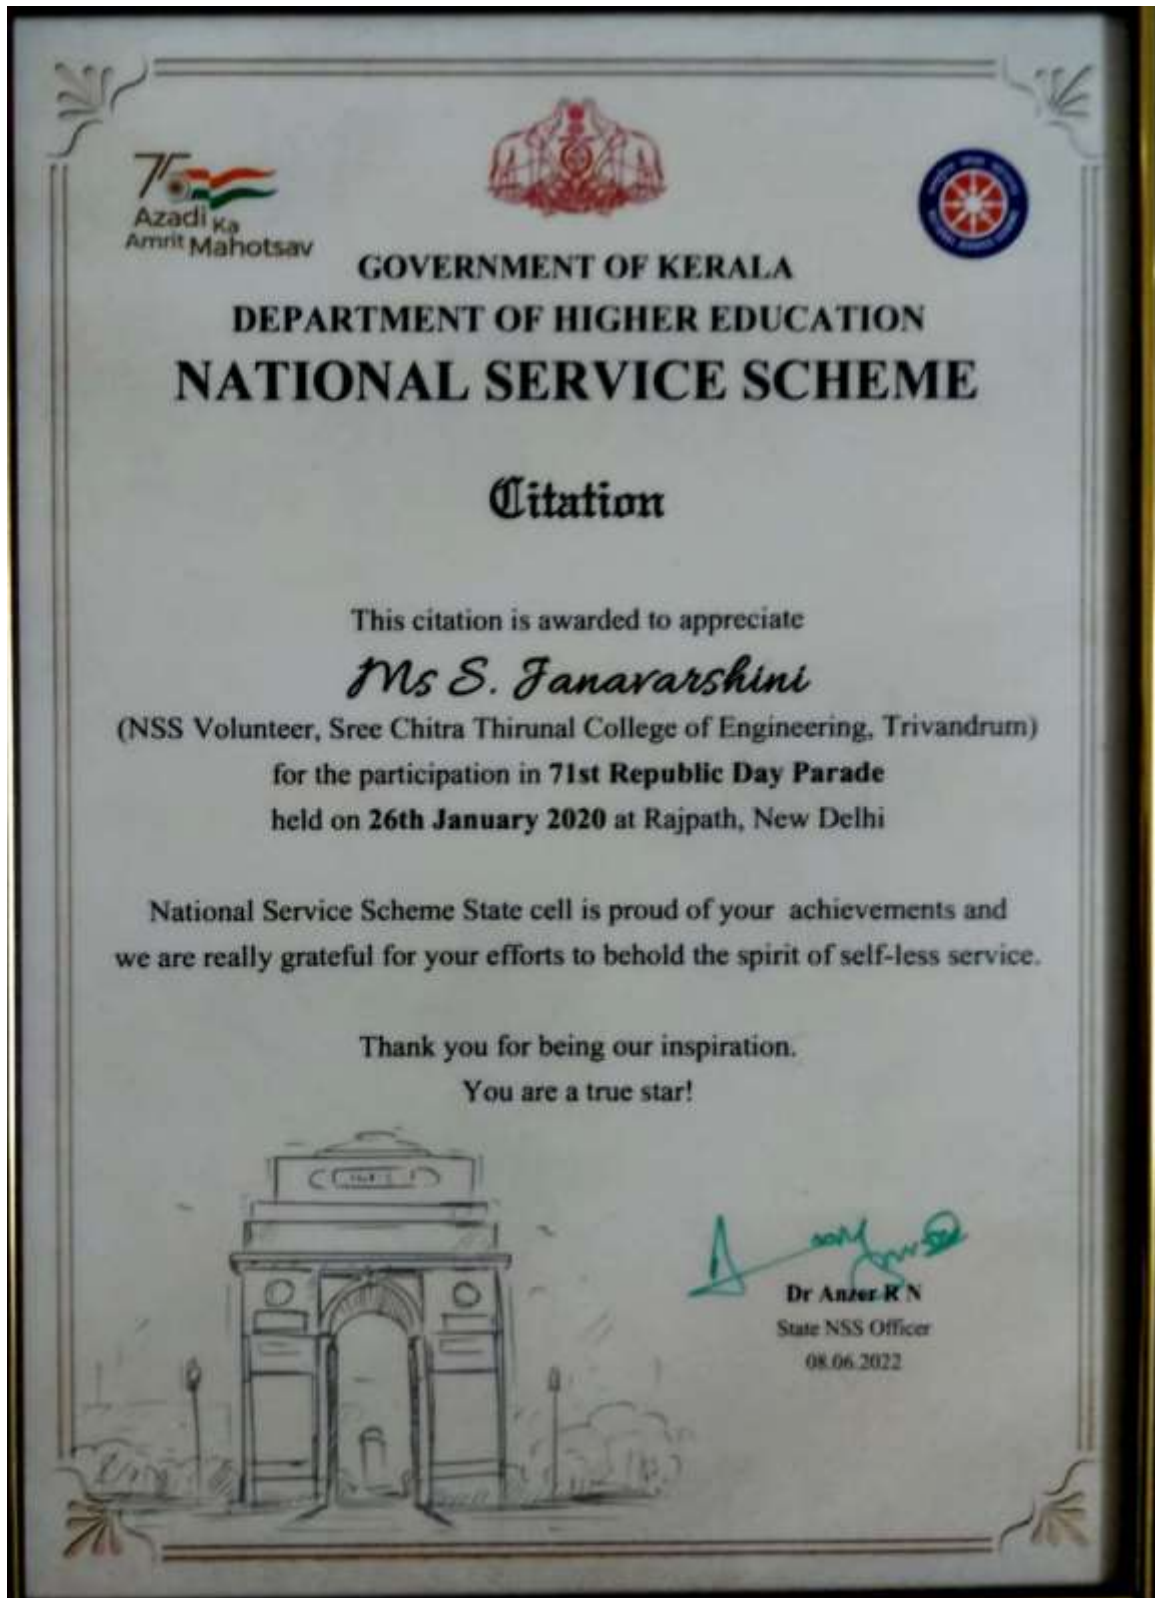 75
Azadi Ka
Amrit Mahotsav
GOVERNMENT OF KERALA
DEPARTMENT OF HIGHER EDUCATION
NATIONAL SERVICE SCHEME
Citation
This citation is awarded to appreciate
Ms S. Janavarshini
(NSS Volunteer, Sree Chitra Thirunal College of Engineering, Trivandrum)
for the participation in 71st Republic Day Parade
held on 26th January 2020 at Rajpath, New Delhi
National Service Scheme State cell is proud of your achievements and
we are really grateful for your efforts to behold the spirit of self-less service.
Thank you for being our inspiration.
You are a true star!
Dr Anzer R N
State NSS Officer
08.06.2022